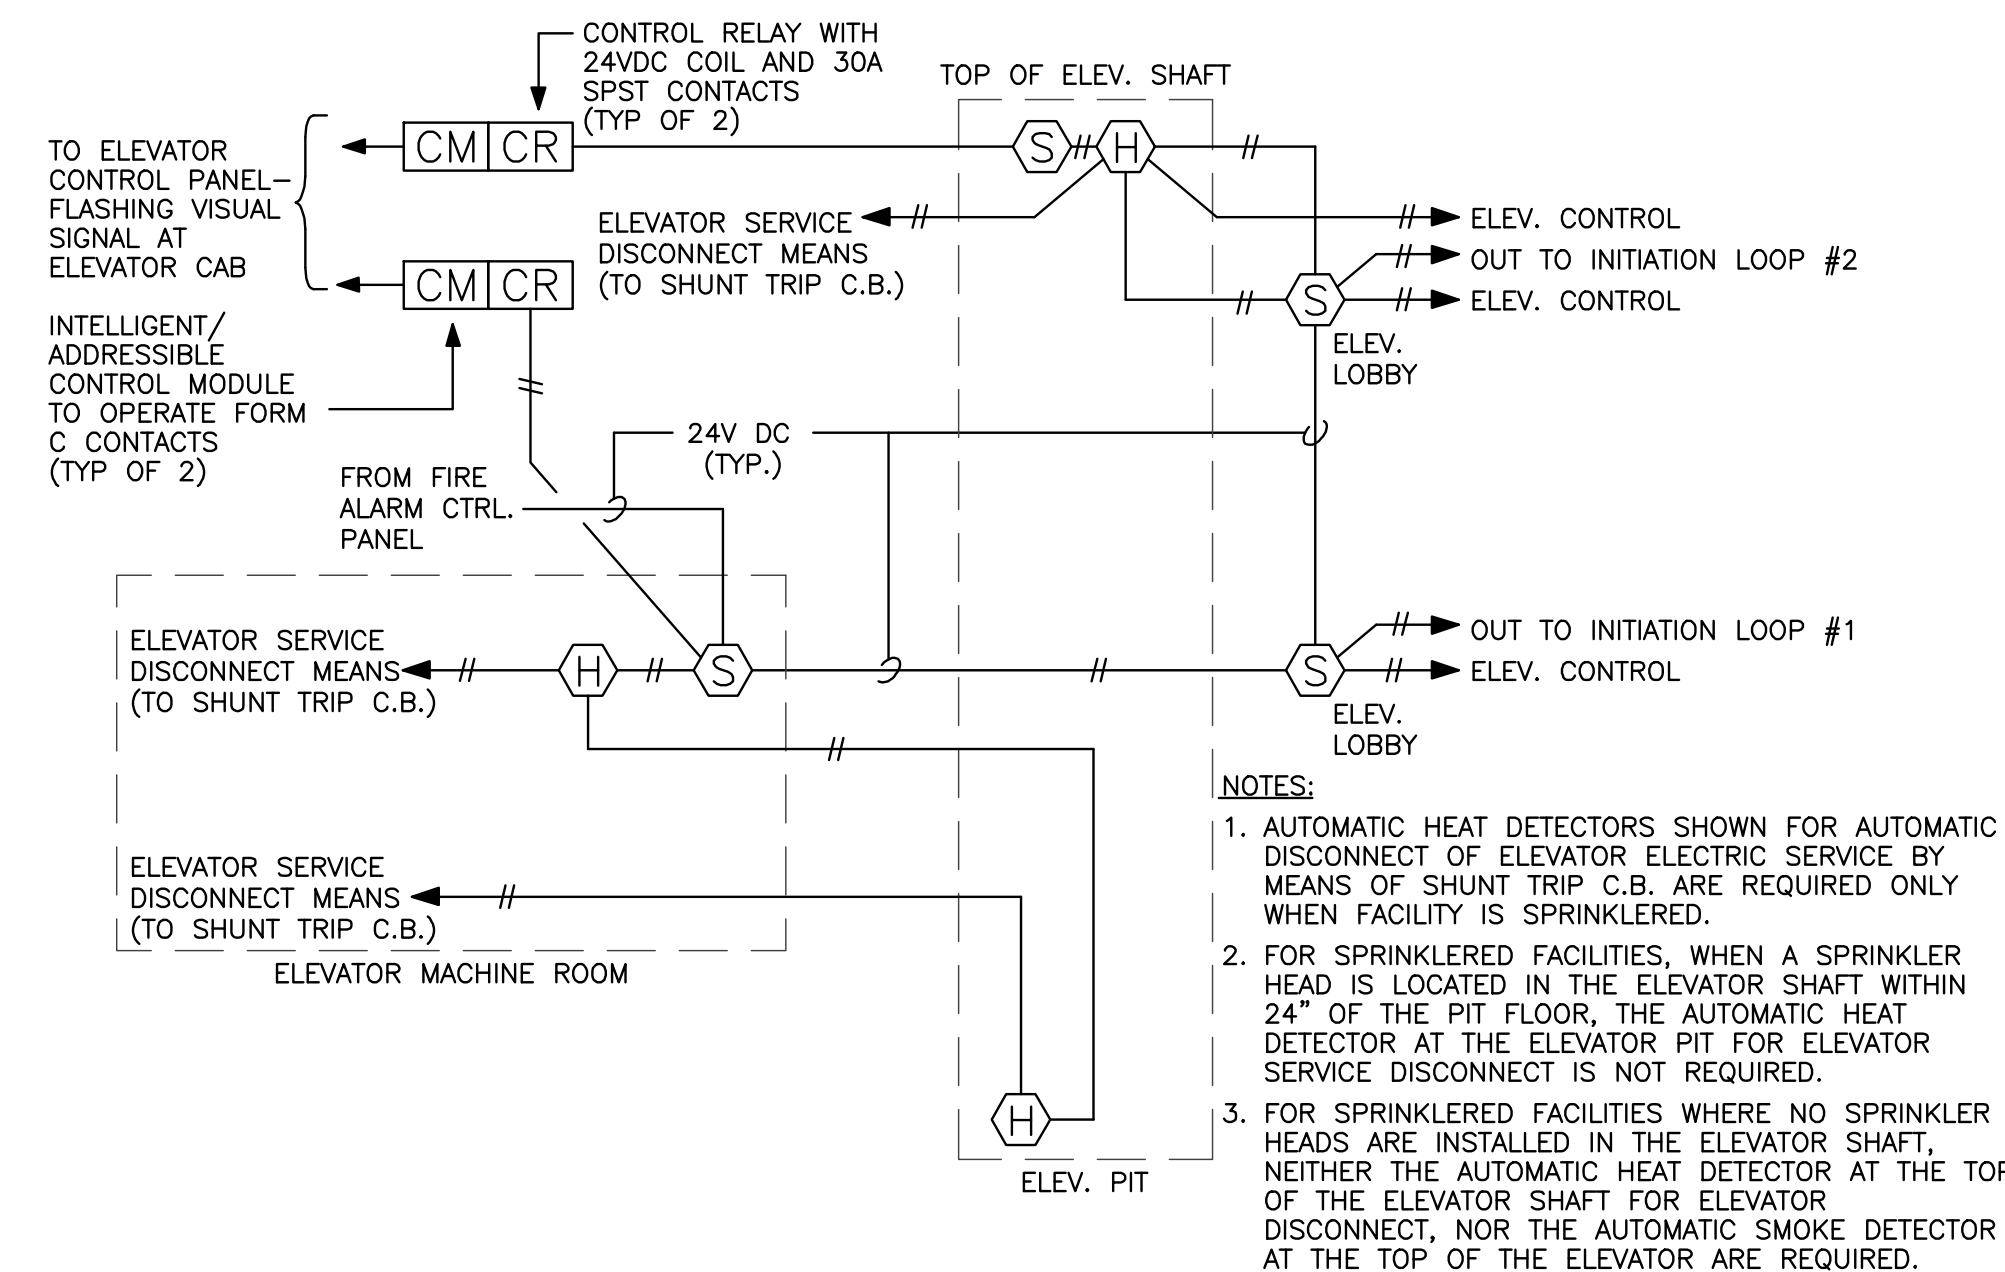 CONTROL RELAY WITH
24VDC COIL AND 30A
SPST CONTACTS
(TYP OF 2)
TOP OF ELEV. SHAFT
TO ELEVATOR
CONTROL PANEL-
FLASHING VISUAL
SIGNAL AT
ELEVATOR CAB
CM CR
S H
ELEVATOR SERVICE
DISCONNECT MEANS
(TO SHUNT TRIP C.B.)
ELEV. CONTROL
OUT TO INITIATION LOOP #2
ELEV. CONTROL
CM CR
S
ELEV.
LOBBY
INTELLIGENT/
ADDRESSIBLE
CONTROL MODULE
TO OPERATE FORM
C CONTACTS
(TYP OF 2)
24V DC
(TYP.)
FROM FIRE
ALARM CTRL.
PANEL
ELEVATOR SERVICE
DISCONNECT MEANS
(TO SHUNT TRIP C.B.)
H S
S
OUT TO INITIATION LOOP #1
ELEV. CONTROL
ELEV.
LOBBY
ELEVATOR SERVICE
DISCONNECT MEANS
(TO SHUNT TRIP C.B.)
ELEVATOR MACHINE ROOM
H
ELEV. PIT
NOTES:
1. AUTOMATIC HEAT DETECTORS SHOWN FOR AUTOMATIC
DISCONNECT OF ELEVATOR ELECTRIC SERVICE BY
MEANS OF SHUNT TRIP C.B. ARE REQUIRED ONLY
WHEN FACILITY IS SPRINKLERED.
2. FOR SPRINKLERED FACILITIES, WHEN A SPRINKLER
HEAD IS LOCATED IN THE ELEVATOR SHAFT WITHIN
24” OF THE PIT FLOOR, THE AUTOMATIC HEAT
DETECTOR AT THE ELEVATOR PIT FOR ELEVATOR
SERVICE DISCONNECT IS NOT REQUIRED.
3. FOR SPRINKLERED FACILITIES WHERE NO SPRINKLER
HEADS ARE INSTALLED IN THE ELEVATOR SHAFT,
NEITHER THE AUTOMATIC HEAT DETECTOR AT THE TOP
OF THE ELEVATOR SHAFT FOR ELEVATOR
DISCONNECT, NOR THE AUTOMATIC SMOKE DETECTOR
AT THE TOP OF THE ELEVATOR ARE REQUIRED.